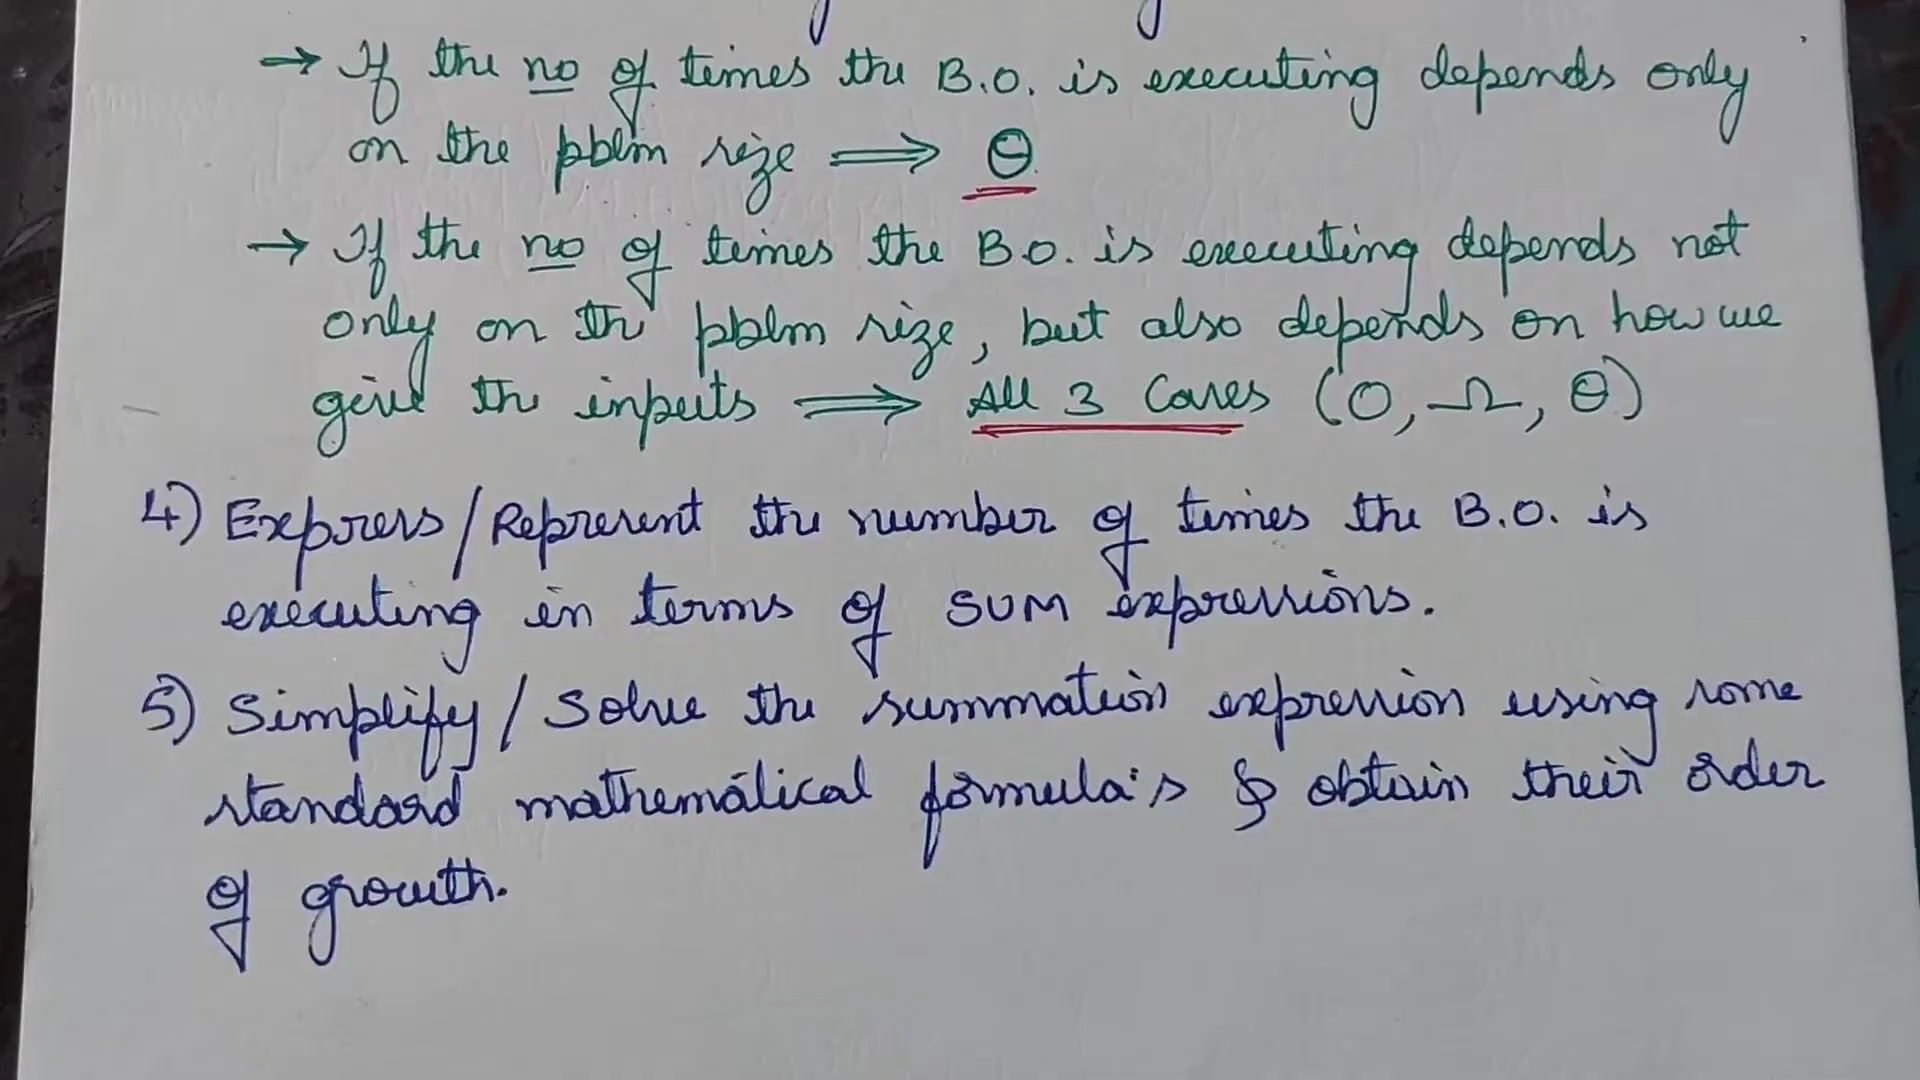 → If the no of times the B.O. is executing depends only
on the pblm size ⟹ Θ
→ If the no of times the B.O. is executing depends not
only on the pblm size, but also depends on how we
give the inputs ⟹ All 3 Cases (O, Ω, Θ)
4) Express/Represent the number of times the B.O. is
executing in terms of SUM expressions.
5) Simplify/Solve the summation expression using some
standard mathematical formula's & obtain their order
of growth.